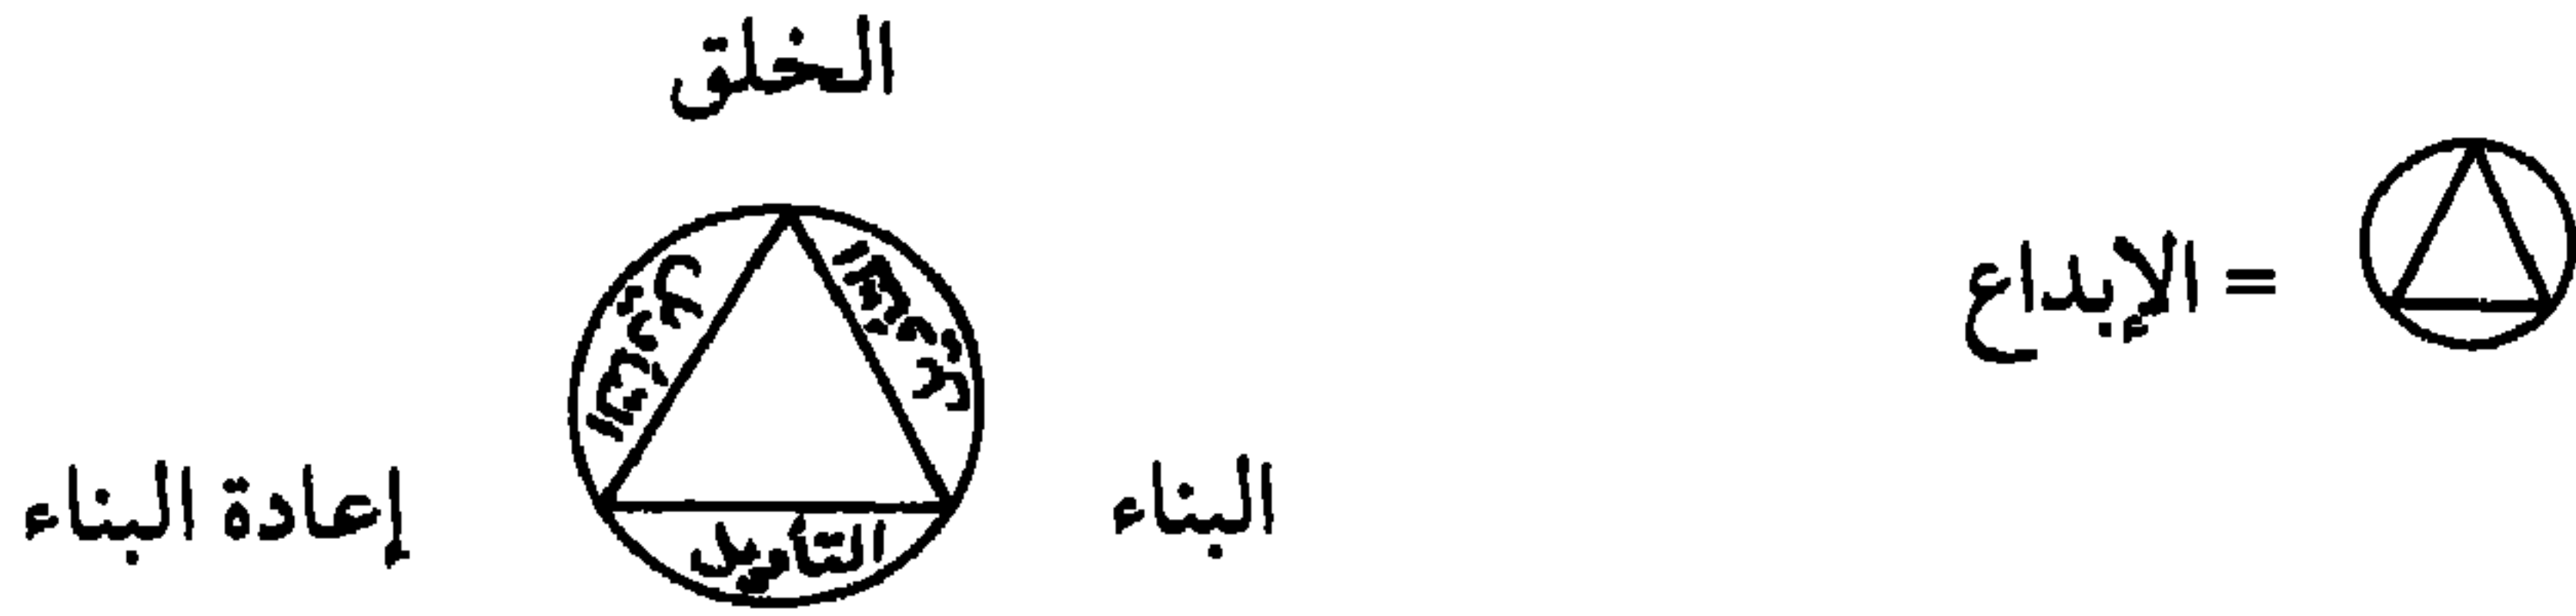 الخلق
= الإبداع
إعادة البناء
البناء
التأويل